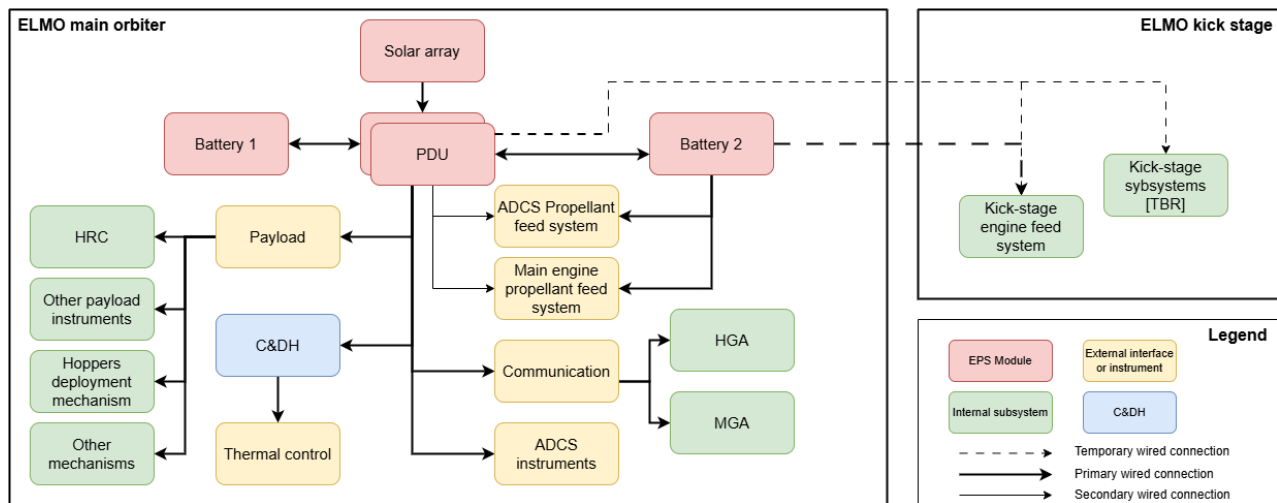 ELMO main orbiter
ELMO kick stage
Solar array
Battery 1
PDU
Battery 2
Kick-stage
sybsystems
[TBR]
Kick-stage
engine feed
system
HRC
Payload
ADCS Propellant
feed system
Other payload
instruments
Main engine
propellant feed
system
C&DH
HGA
Hoppers
deployment
mechanism
Communication
MGA
Other
mechanisms
Thermal control
ADCS
instruments
Legend
EPS Module
External interface
or instrument
Internal subsystem
C&DH
Temporary wired connection
Primary wired connection
Secondary wired connection